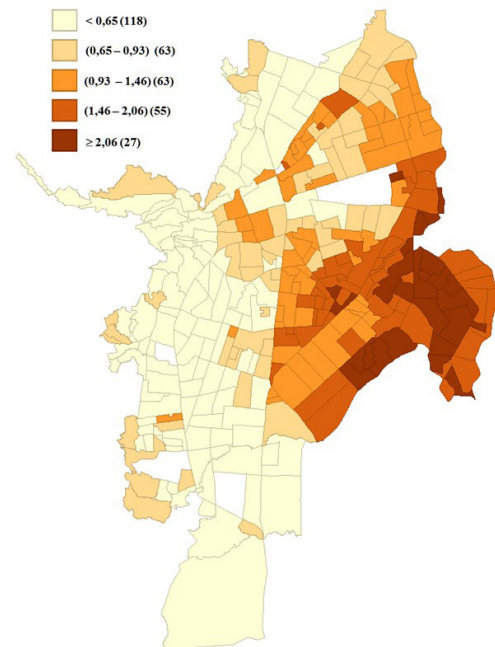 < 0,65 (118)
(0,65 – 0,93) (63)
(0,93 – 1,46) (63)
(1,46 – 2,06) (55)
≥ 2,06 (27)